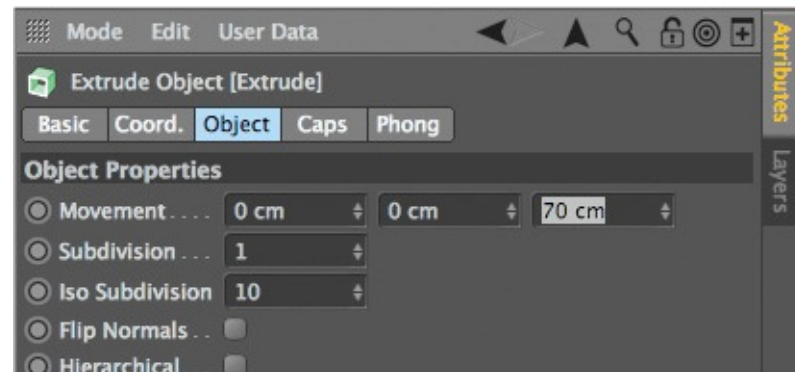 Mode Edit User Data
Extrude Object [Extrude]
Basic Coord. Object Caps Phong
Object Properties
Movement . . . . 0 cm 0 cm 70 cm
Subdivision . . . 1
Iso Subdivision 10
Flip Normals . .
Hierarchical . . .
Attributes
Layers